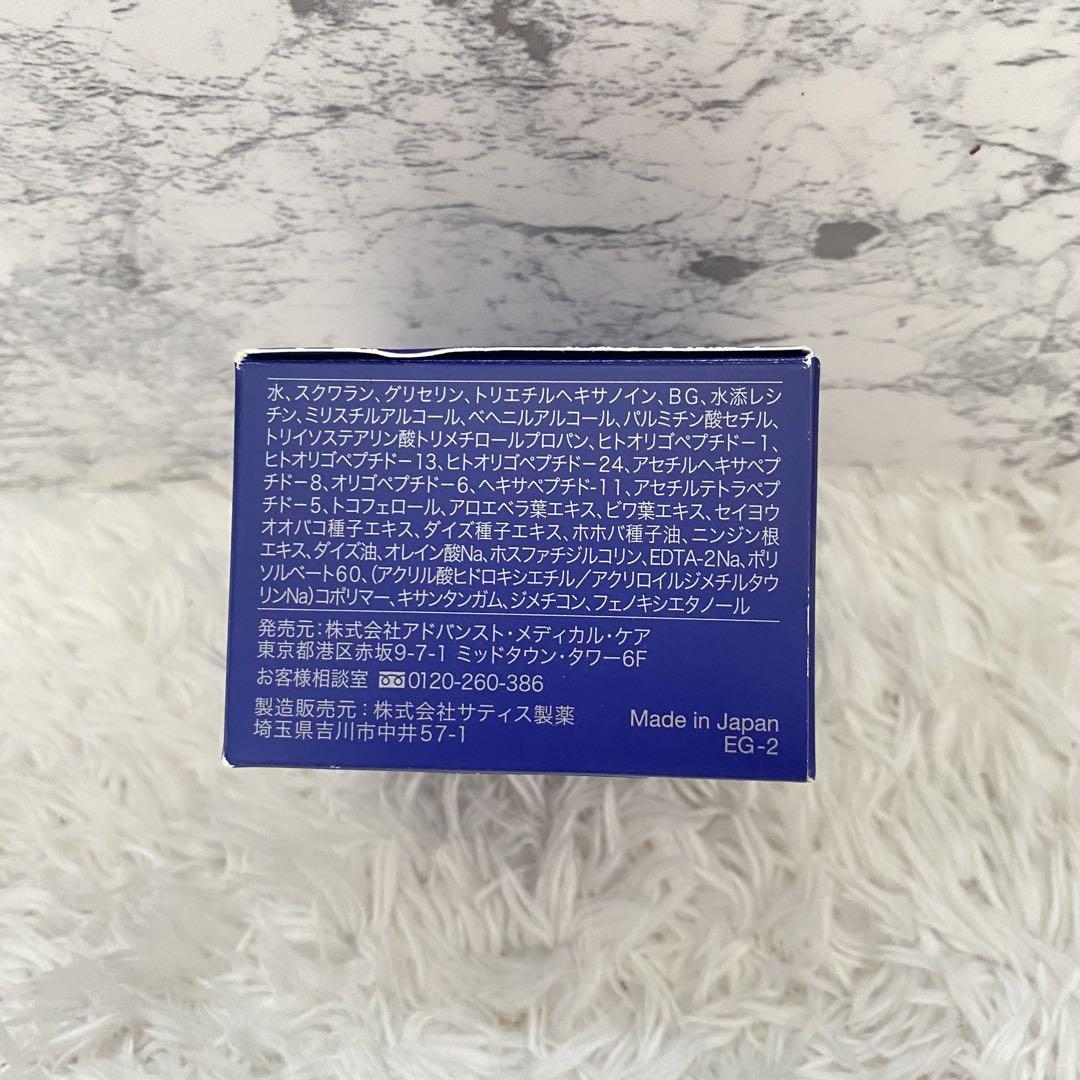 水、スクワラン、グリセリン、トリエチルヘキサノイン、BG、水添レシ
チン、ミリスチルアルコール、ベヘニルアルコール、パルミチン酸セチル、
トリイソステアリン酸トリメチロールプロパン、ヒトオリゴペプチド－1、
ヒトオリゴペプチド－13、ヒトオリゴペプチド－24、アセチルヘキサペプ
チド－8、オリゴペプチド－6、ヘキサペプチド-11、アセチルテトラペプ
チド－5、トコフェロール、アロエベラ葉エキス、ビワ葉エキス、セイヨウ
オオバコ種子エキス、ダイズ種子エキス、ホホバ種子油、ニンジン根
エキス、ダイズ油、オレイン酸Na、ホスファチジルコリン、EDTA-2Na、ポリ
ソルベート60、（アクリル酸ヒドロキシエチル／アクリロイルジメチルタウ
リンNa）コポリマー、キサンタンガム、ジメチコン、フェノキシエタノール
発売元：株式会社アドバンスト・メディカル・ケア
東京都港区赤坂9-7-1 ミッドタウン・タワー6F
お客様相談室 0120-260-386
製造販売元：株式会社サティス製薬
埼玉県吉川市中井57-1
Made in Japan
EG-2